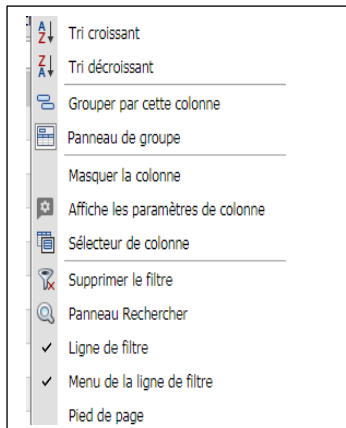 Tri croissant
Tri décroissant
Grouper par cette colonne
Panneau de groupe
Masquer la colonne
Affiche les paramètres de colonne
Sélecteur de colonne
Supprimer le filtre
Panneau Rechercher
Ligne de filtre
Menu de la ligne de filtre
Pied de page